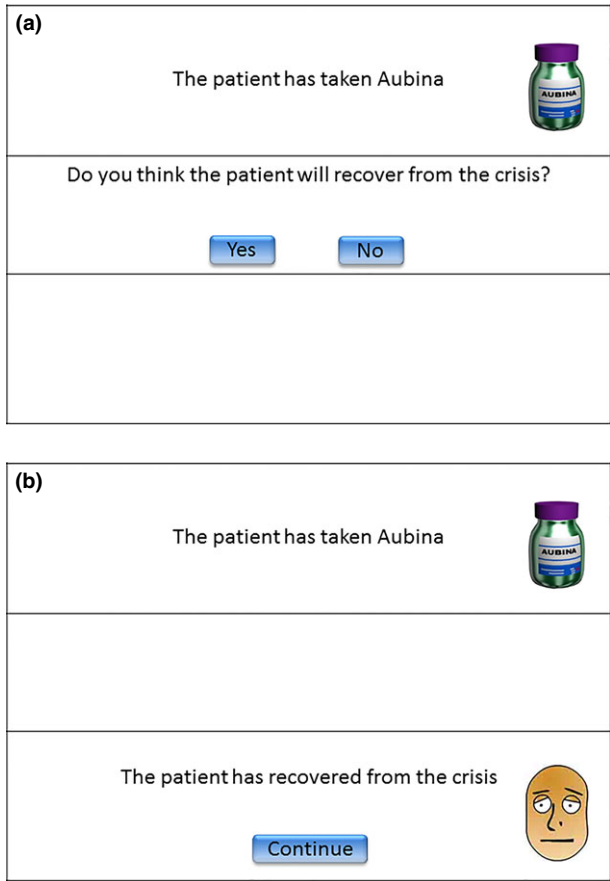 (a)
The patient has taken Aubina
AUBINA
Do you think the patient will recover from the crisis?
Yes No
(b)
The patient has taken Aubina
AUBINA
The patient has recovered from the crisis
Continue